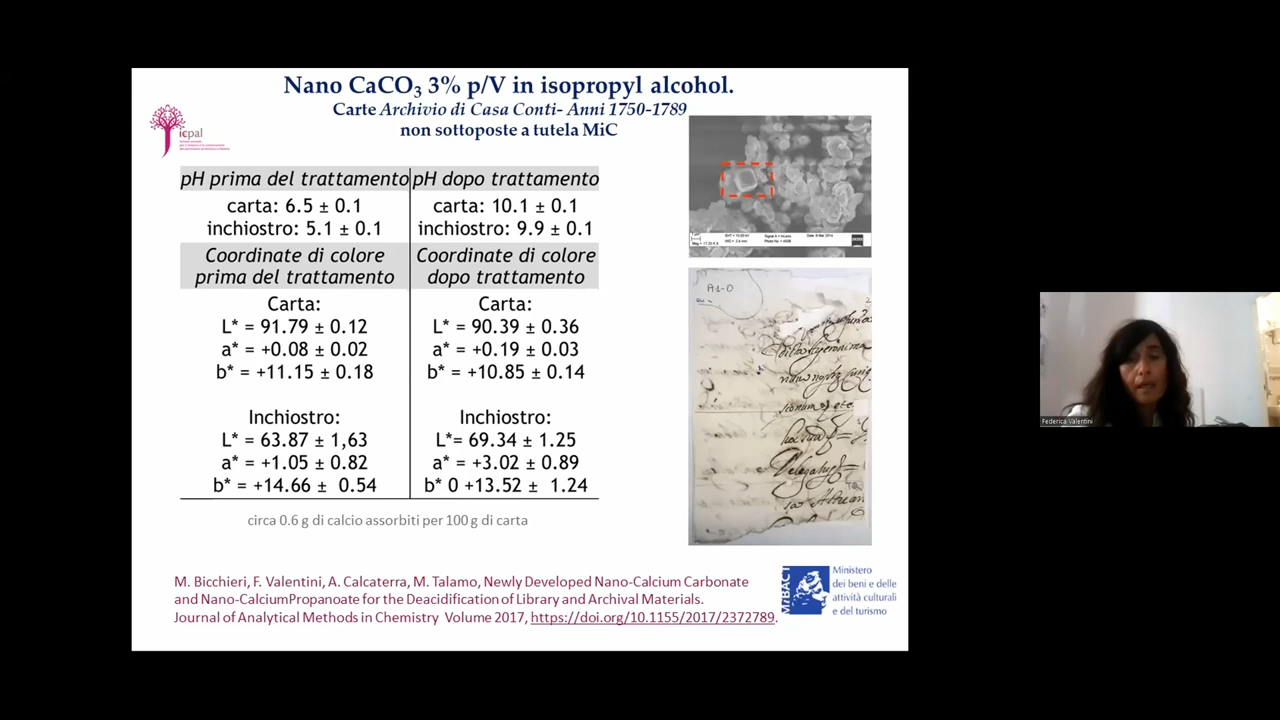 Nano CaCO₃ 3% p/V in isopropyl alcohol.
Carte Archivio di Casa Conti- Anni 1750-1789
non sottoposte a tutela MiC
icpal
pH prima del trattamento pH dopo trattamento
carta: 6.5 ± 0.1 carta: 10.1 ± 0.1
inchiostro: 5.1 ± 0.1 inchiostro: 9.9 ± 0.1
Coordinate di colore Coordinate di colore
prima del trattamento dopo trattamento
Carta: Carta:
L* = 91.79 ± 0.12 L* = 90.39 ± 0.36
a* = +0.08 ± 0.02 a* = +0.19 ± 0.03
b* = +11.15 ± 0.18 b* = +10.85 ± 0.14
Inchiostro: Inchiostro:
L* = 63.87 ± 1,63 L*= 69.34 ± 1.25
a* = +1.05 ± 0.82 a* = +3.02 ± 0.89
b* = +14.66 ± 0.54 b* 0 +13.52 ± 1.24
circa 0.6 g di calcio assorbiti per 100 g di carta
A1-0
M. Bicchieri, F. Valentini, A. Calcaterra, M. Talamo, Newly Developed Nano-Calcium Carbonate
and Nano-CalciumPropanoate for the Deacidification of Library and Archival Materials.
Journal of Analytical Methods in Chemistry Volume 2017, https://doi.org/10.1155/2017/2372789.
MiBACT
Ministero
dei beni e delle
attività culturali
e del turismo
Federica Valentini